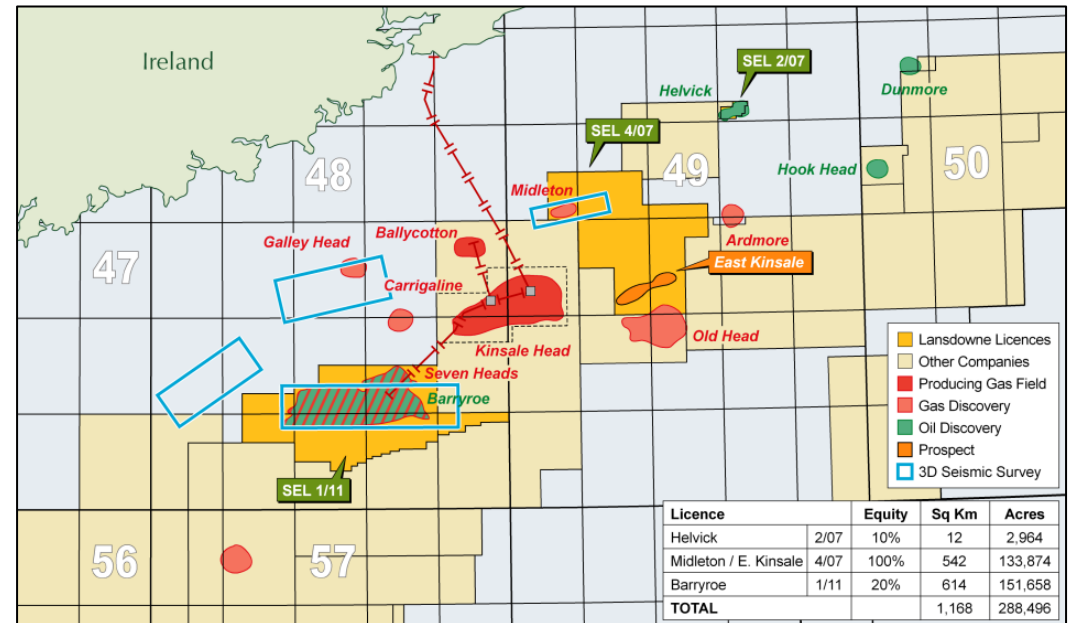 Ireland
SEL 2/07
Helvick
Dunmore
SEL 4/07
48
49
50
Hook Head
Midleton
Ballycotton
Galley Head
Ardmore
47
East Kinsale
Carrigaline
Old Head
Kinsale Head
Seven Heads
Barryroe
SEL 1/11
56
57
Lansdowne Licences
Other Companies
Producing Gas Field
Gas Discovery
Oil Discovery
Prospect
3D Seismic Survey
Licence Equity Sq Km Acres
Helvick 2/07 10% 12 2,964
Midleton / E. Kinsale 4/07 100% 542 133,874
Barryroe 1/11 20% 614 151,658
TOTAL 1,168 288,496